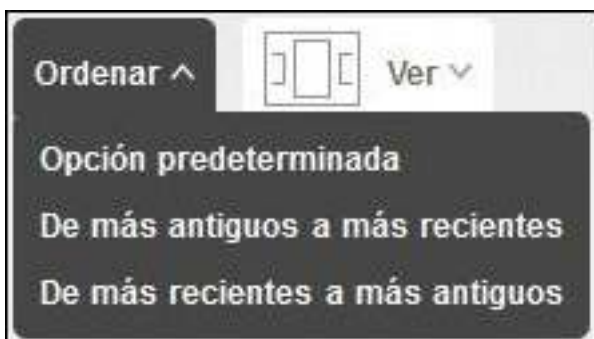 Ordenar
Ver
Opción predeterminada
De más antiguos a más recientes
De más recientes a más antiguos